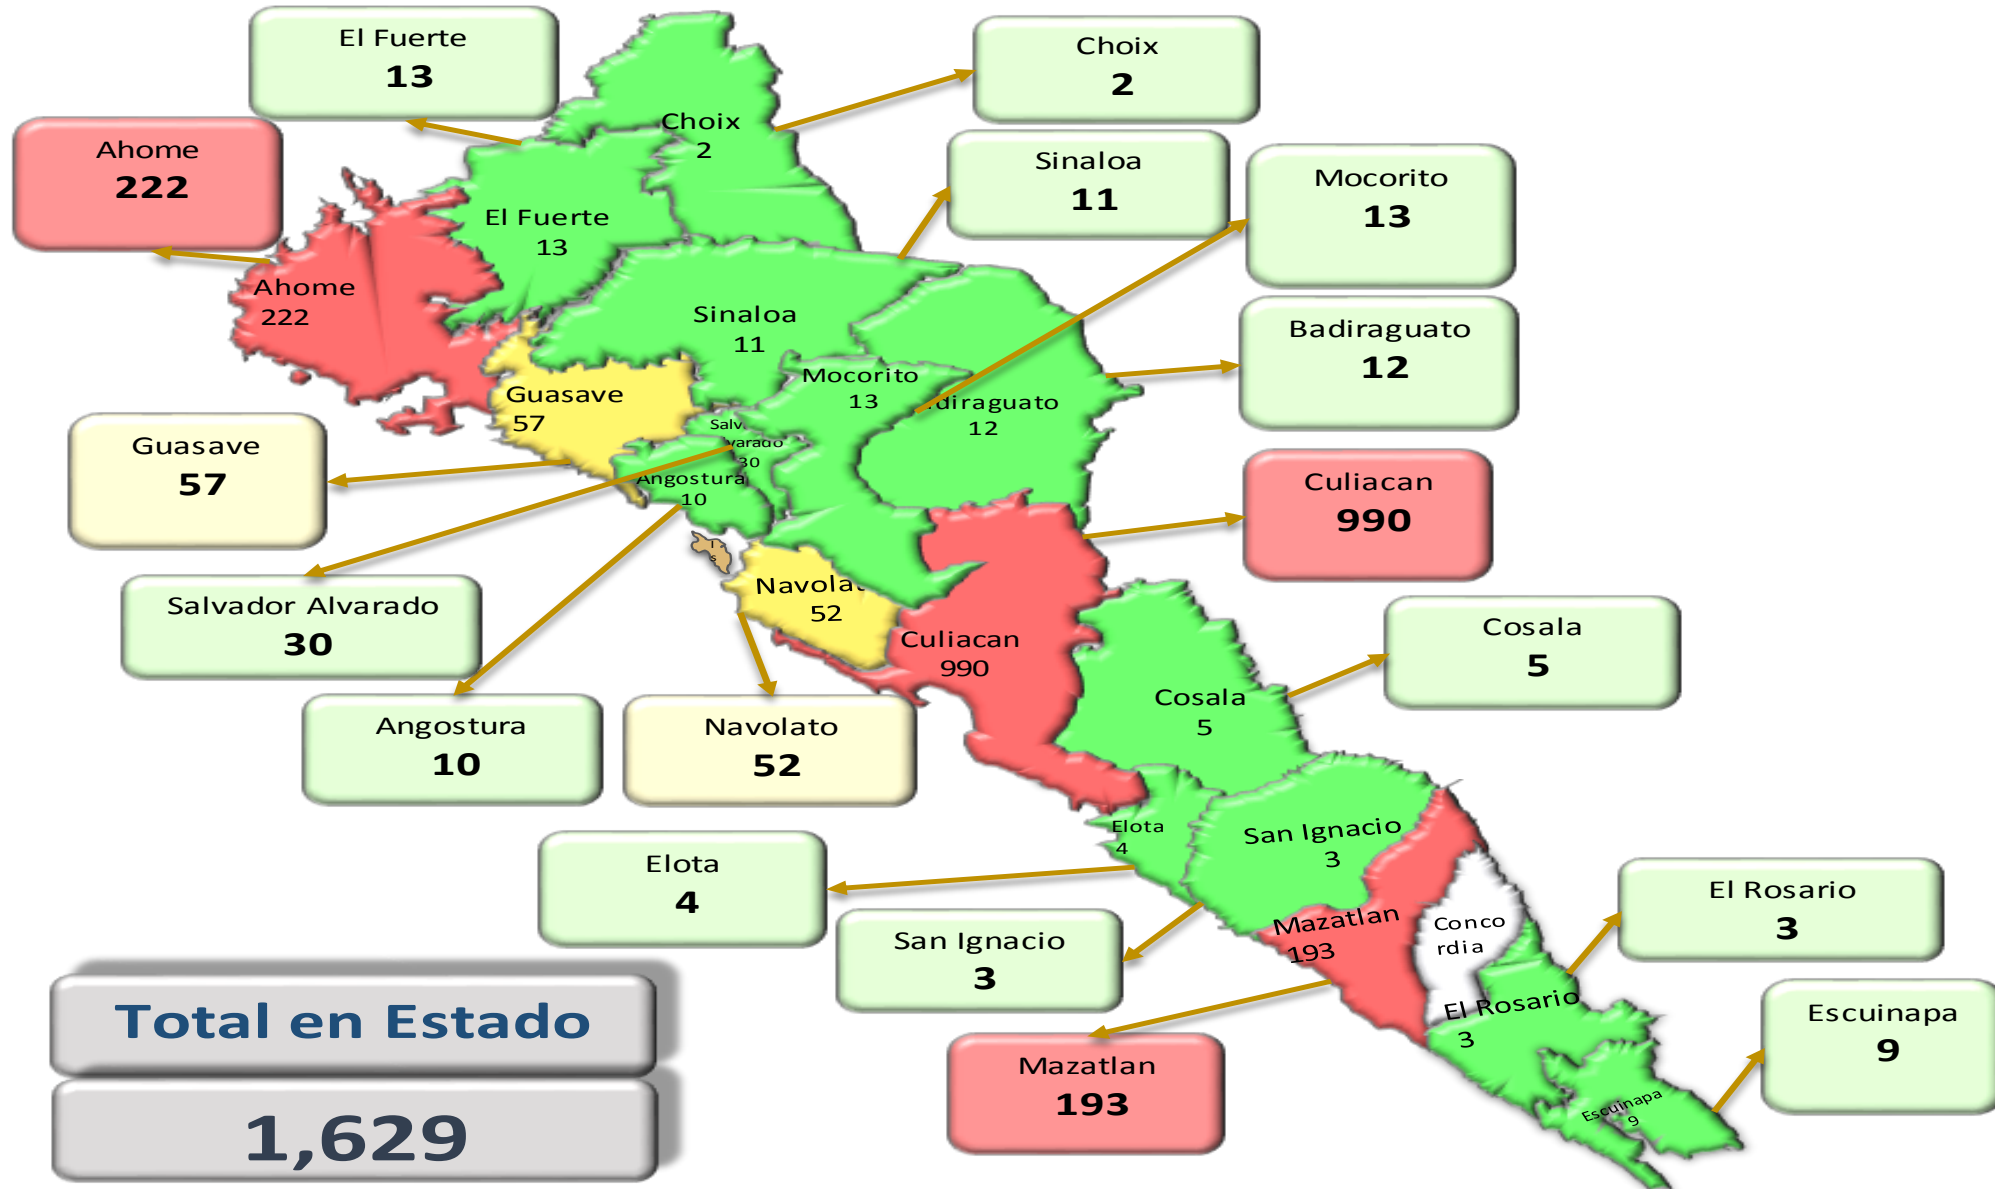 El Fuerte
13
Choix
2
Ahome
222
Sinaloa
11
Mocorito
13
Badiraguato
12
Guasave
57
Culiacan
990
Salvador Alvarado
30
Cosala
5
Angostura
10
Navolato
52
Elota
4
San Ignacio
3
El Rosario
3
Escuinapa
9
Mazatlan
193
Choix
2
El Fuerte
13
Ahome
222
Sinaloa
11
Mocorito
13
diraguato
12
Guasave
57
Salv
varado
30
Angostura
10
Navolat
52
Culiacan
990
Cosala
5
Elota
4
San Ignacio
3
Mazatlan
193
Conco
rdia
El Rosario
3
Escuinapa
9
Total en Estado
1,629